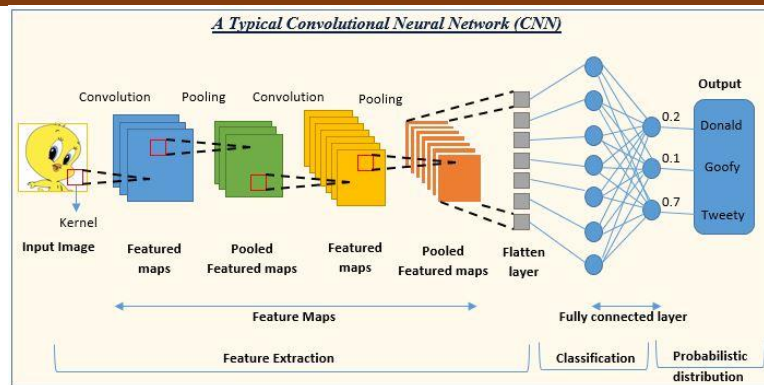 A Typical Convolutional Neural Network (CNN)
Convolution
Pooling
Convolution
Pooling
Output
0.2
Donald
0.1
Goofy
0.7
Tweety
Kernel
Input Image
Featured
maps
Pooled
Featured maps
Featured
maps
Pooled
Featured maps
Flatten
layer
Feature Maps
Fully connected layer
Feature Extraction
Classification
Probabilistic
distribution